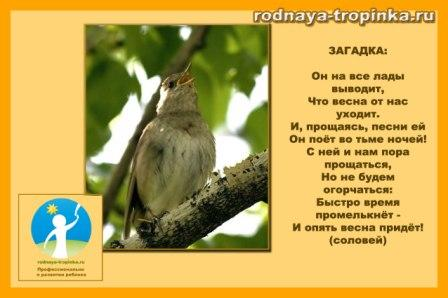 rodnaya-tropinka.ru
ЗАГАДКА:
Он на все лады
выводит,
Что весна от нас
уходит.
И, прощаясь, песни ей
Он поёт во тьме ночей!
С ней и нам пора
прощаться,
Но не будем
огорчаться:
Быстро время
промелькнёт -
И опять весна придёт!
(соловей)
rodnaya-tropinka.ru
Профессионально
о развитии ребенка